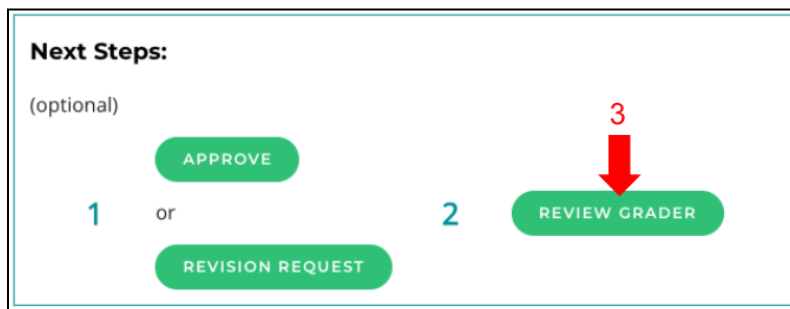 Next Steps:
(optional)
3
APPROVE
1 or 2 REVIEW GRADER
REVISION REQUEST